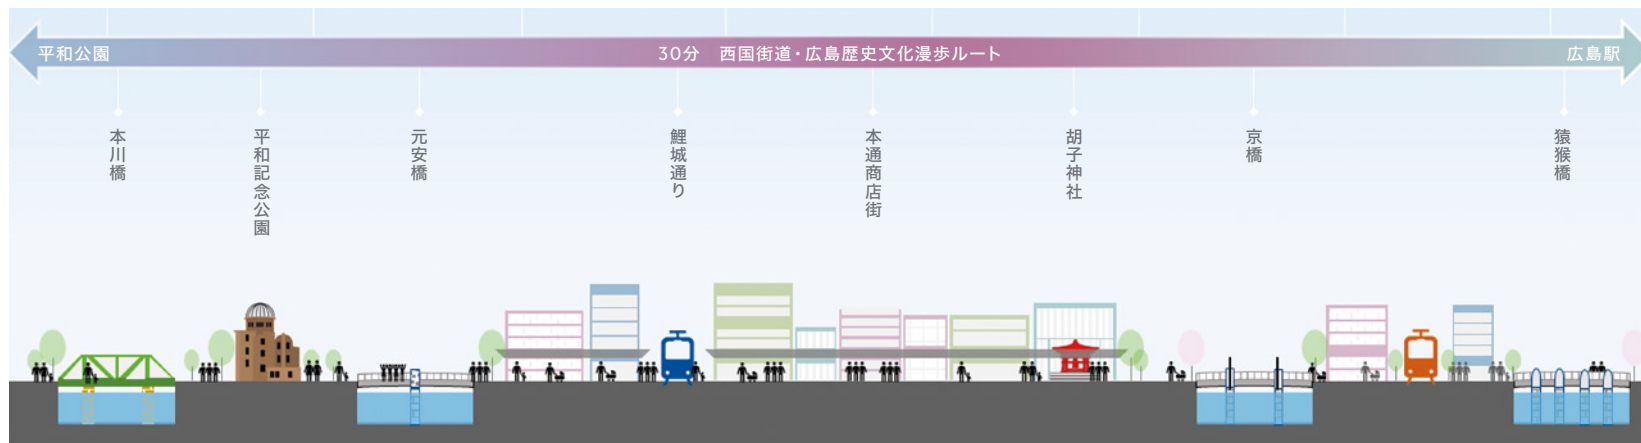 平和公園
30分 西国街道・広島歴史文化漫歩ルート
広島駅
本川橋
平和記念公園
元安橋
鯉城通り
本通商店街
胡子神社
京橋
猿猴橋